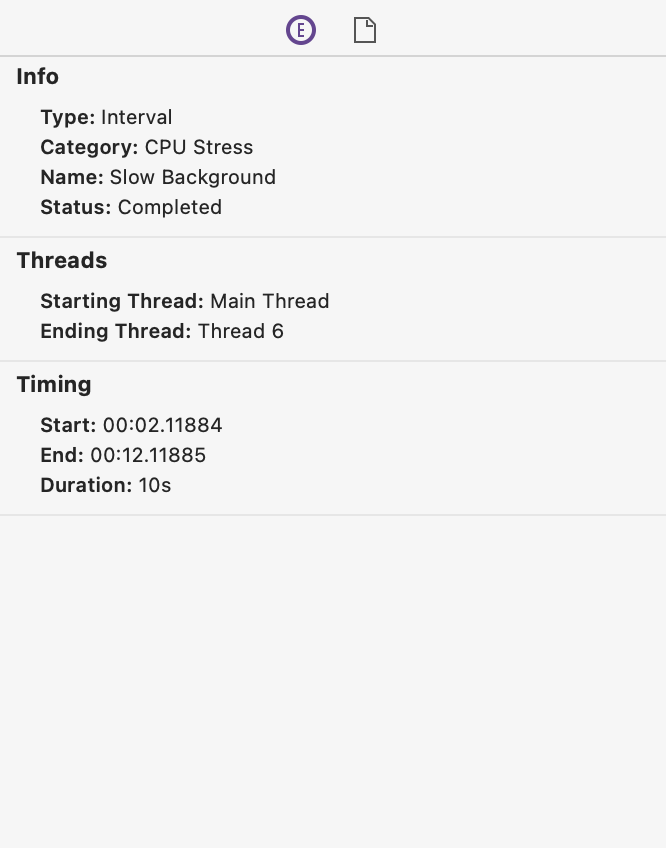 E
Info
Type: Interval
Category: CPU Stress
Name: Slow Background
Status: Completed
Threads
Starting Thread: Main Thread
Ending Thread: Thread 6
Timing
Start: 00:02.11884
End: 00:12.11885
Duration: 10s